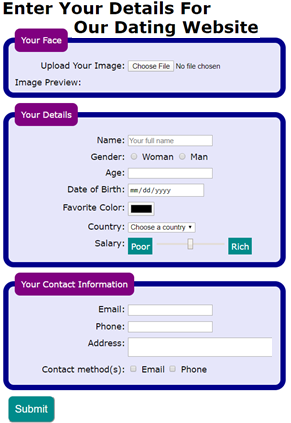 Enter Your Details For
Our Dating Website
Your Face
Upload Your Image: Choose File No file chosen
Image Preview:
Your Details
Name: Your full name
Gender: Woman Man
Age:
Date of Birth: mm/dd/yyyy
Favorite Color:
Country: Choose a country
Salary: Poor Rich
Your Contact Information
Email:
Phone:
Address:
Contact method(s): Email Phone
Submit